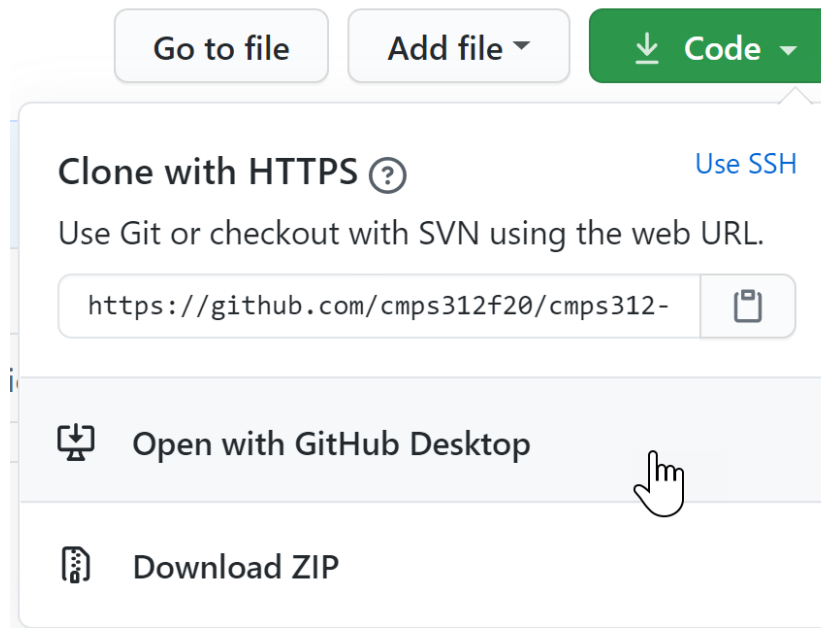 Go to file
Add file
Code
Clone with HTTPS ?
Use SSH
Use Git or checkout with SVN using the web URL.
https://github.com/cmps312f20/cmps312-
Open with GitHub Desktop
Download ZIP